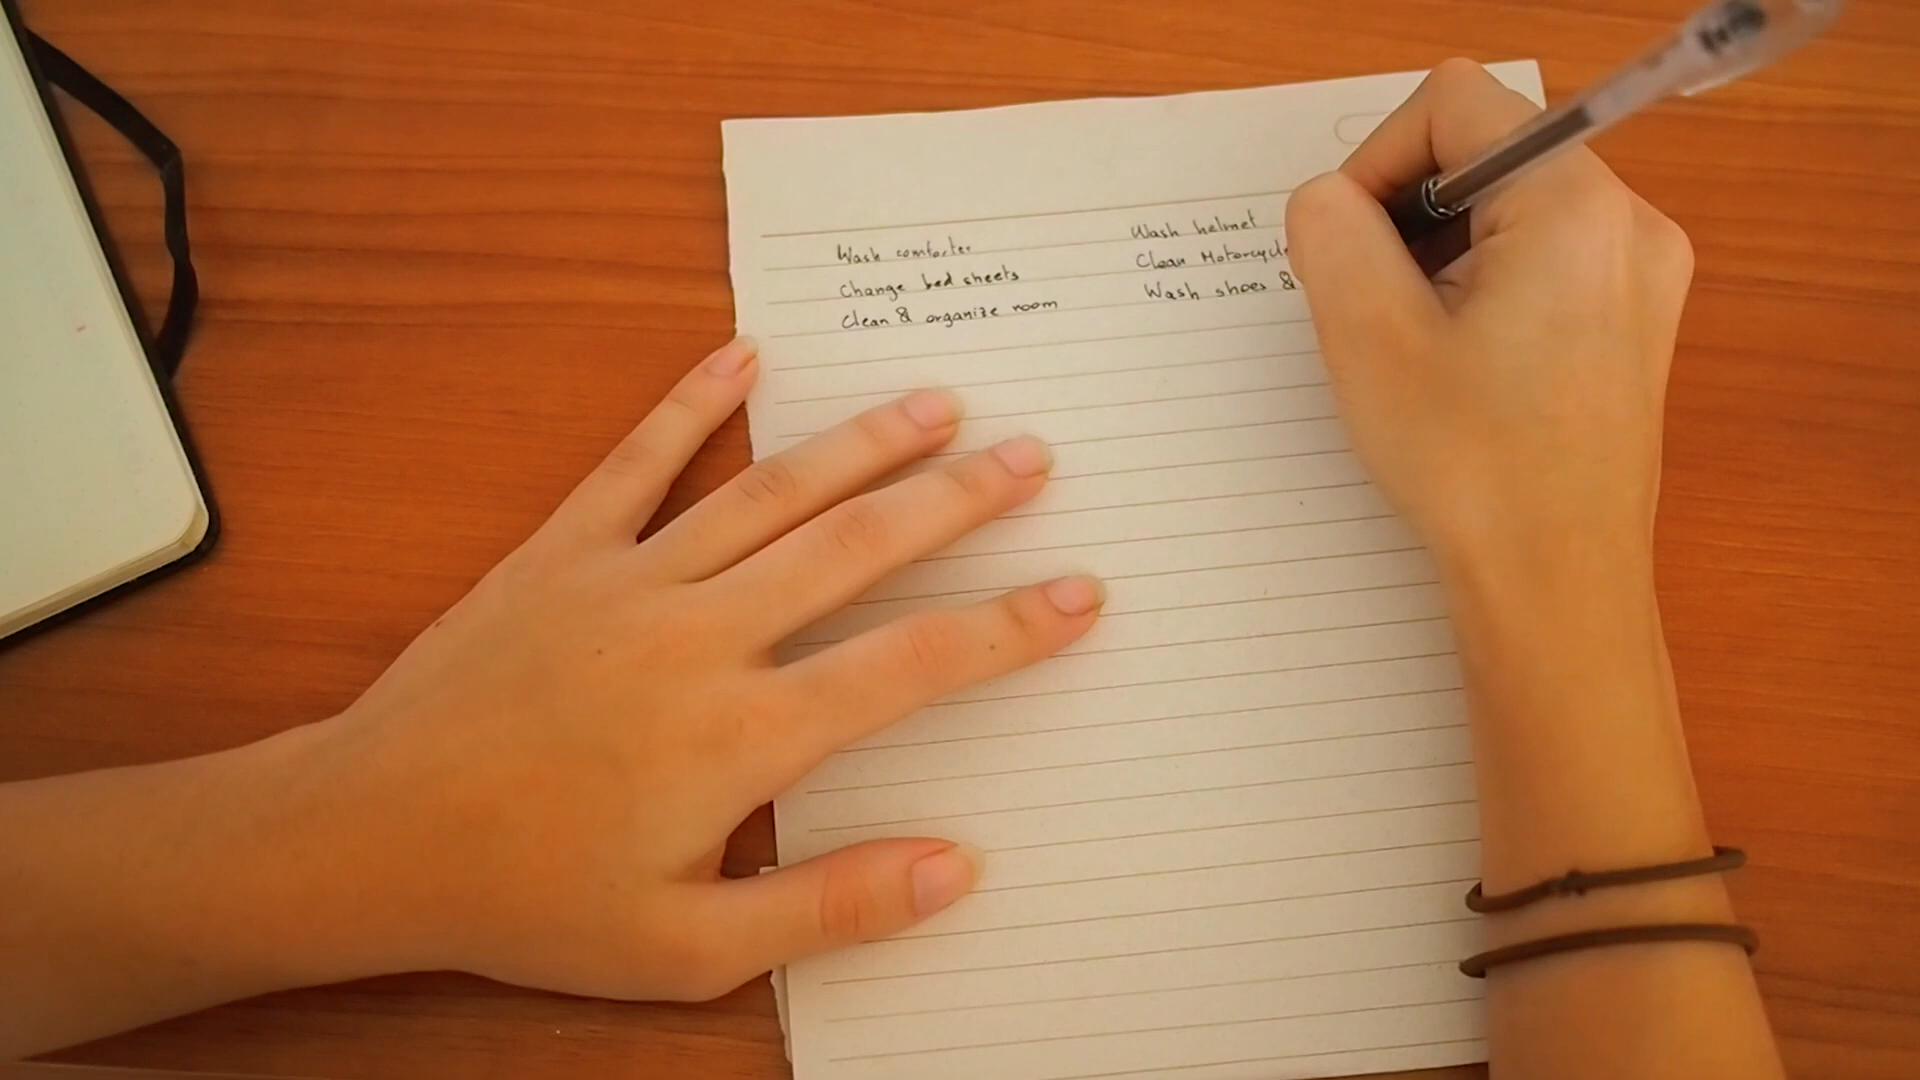 Wash comforter
Change bed sheets
Clean & organize room
Wash helmet
Clean Motorcycle
Wash shoes &